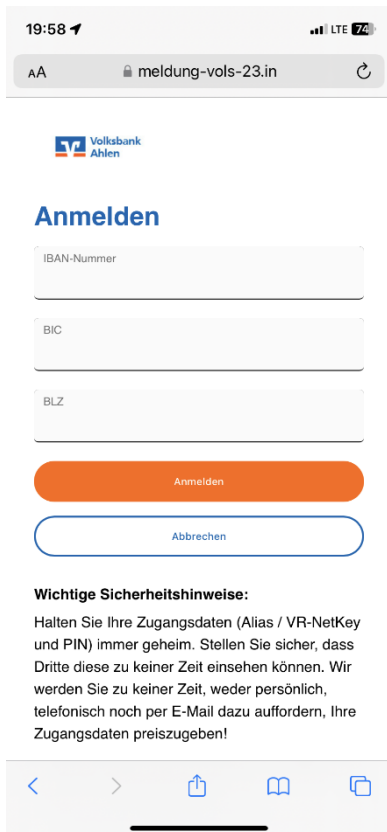 19:58
LTE 74
AA meldung-vols-23.in
Volksbank
Ahlen
Anmelden
IBAN-Nummer
BIC
BLZ
Anmelden
Abbrechen
Wichtige Sicherheitshinweise:
Halten Sie Ihre Zugangsdaten (Alias / VR-NetKey
und PIN) immer geheim. Stellen Sie sicher, dass
Dritte diese zu keiner Zeit einsehen können. Wir
werden Sie zu keiner Zeit, weder persönlich,
telefonisch noch per E-Mail dazu auffordern, Ihre
Zugangsdaten preiszugeben!